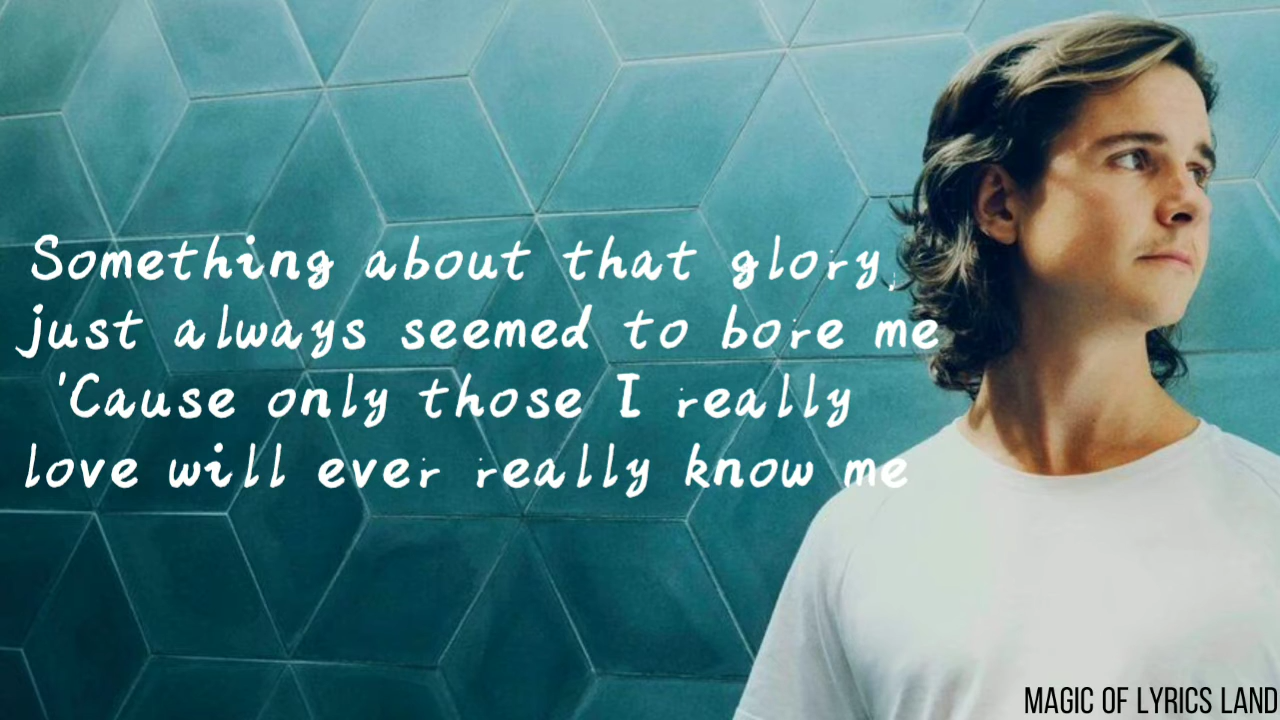 Something about that glory,
just always seemed to bore me
'Cause only those I really
love will ever really know me
MAGIC OF LYRICS LAND